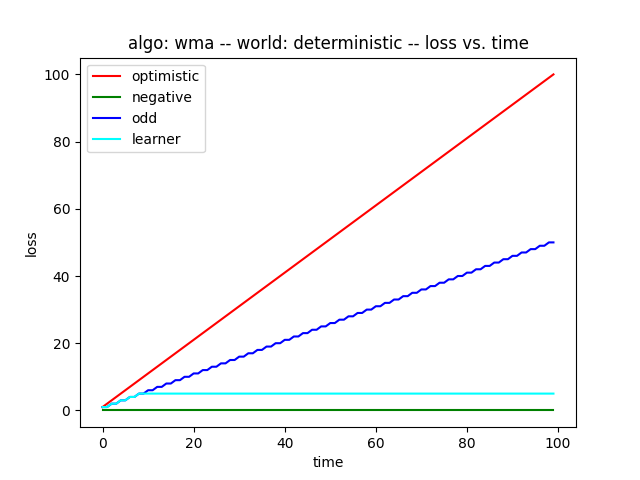 algo: wma -- world: deterministic -- loss vs. time
optimistic
negative
odd
learner
100
80
60
40
20
0
loss
0 20 40 60 80 100
time